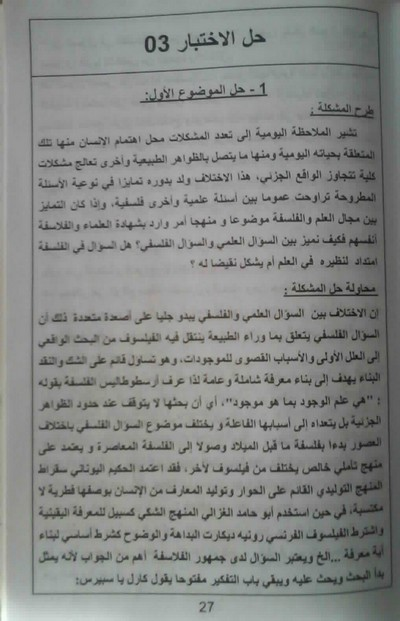 حل الاختبار 03
1 - حل الموضوع الأول:
طرح المشكلة :
تشير الملاحظة اليومية إلى تعدد المشكلات محل اهتمام الإنسان منها تلك
المتعلقة بحياته اليومية ومنها ما يتصل بالظواهر الطبيعية وأخرى تعالج مشكلات
كلية تتجاوز الواقع الجزئي، هذا الاختلاف ولد بدوره تمايزا في نوعية الأسئلة
المطروحة تراوحت عموما بين أسئلة علمية وأخرى فلسفية، وإذا كان التمايز
بين مجال العلم والفلسفة موضوعا و منهجا أمر وارد بشهادة العلماء والفلاسفة
أنفسهم فكيف نميز بين السؤال العلمي والسؤال الفلسفي؟ هل السؤال في الفلسفة
امتداد لنظيره في العلم أم يشكل نقيضا له ؟
محاولة حل المشكلة :
إن الاختلاف بين السؤال العلمي والفلسفي يبدو جليا على أصعدة متعددة ذلك أن
السؤال الفلسفي يتعلق بما وراء الطبيعة ينتقل فيه الفيلسوف من البحث الواقعي
إلى العلل الأولى والأسباب القصوى للموجودات، وهو تساؤل قائم على الشك والنقد
البناء يهدف إلى بناء معرفة شاملة وعامة لذا عرف أرسطوطاليس الفلسفة بقوله
: "هي علم الوجود بما هو موجود"، أي أن بحثها لا يتوقف عند حدود الظواهر
الجزئية بل يتعداه إلى أسبابها الفاعلة و يختلف موضوع السؤال الفلسفي باختلاف
العصور بدءا بفلسفة ما قبل الميلاد وصولا إلى الفلسفة المعاصرة و يعتمد على
منهج تأملي خالص يختلف من فيلسوف لآخر، فقد اعتمد الحكيم اليوناني سقراط
المنهج التوليدي القائم على الحوار وتوليد المعارف من الإنسان بوصفها فطرية لا
مكتسبة، في حين استخدم أبو حامد الغزالي المنهج الشكي كسبيل للمعرفة اليقينية
واشترط الفيلسوف الفرنسي رونيه ديكارت البداهة والوضوح كشرط أساسي لبناء
أية معرفة ...الخ ويعتبر السؤال لدى جمهور الفلاسفة أهم من الجواب لأنه يمثل
بدأ البحث ويحث عليه ويبقي باب التفكير مفتوحا يقول كارل يا سبيرس:
27